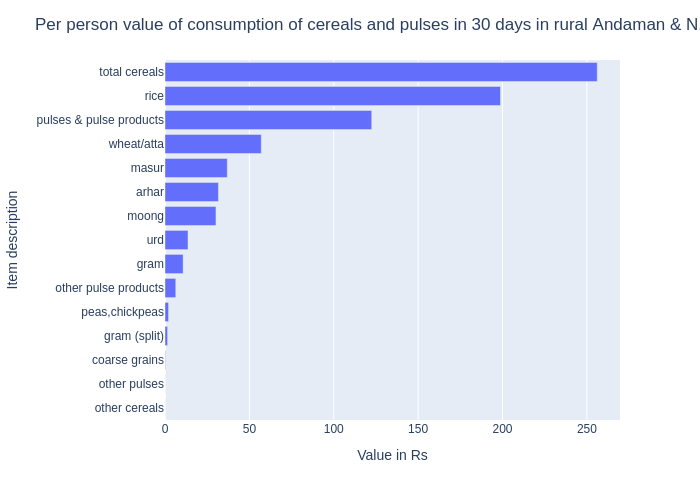 Per person value of consumption of cereals and pulses in 30 days in rural Andaman & N
total cereals
rice
pulses & pulse products
wheat/atta
masur
arhar
moong
urd
gram
other pulse products
peas,chickpeas
gram (split)
coarse grains
other pulses
other cereals
Item description
0 50 100 150 200 250
Value in Rs